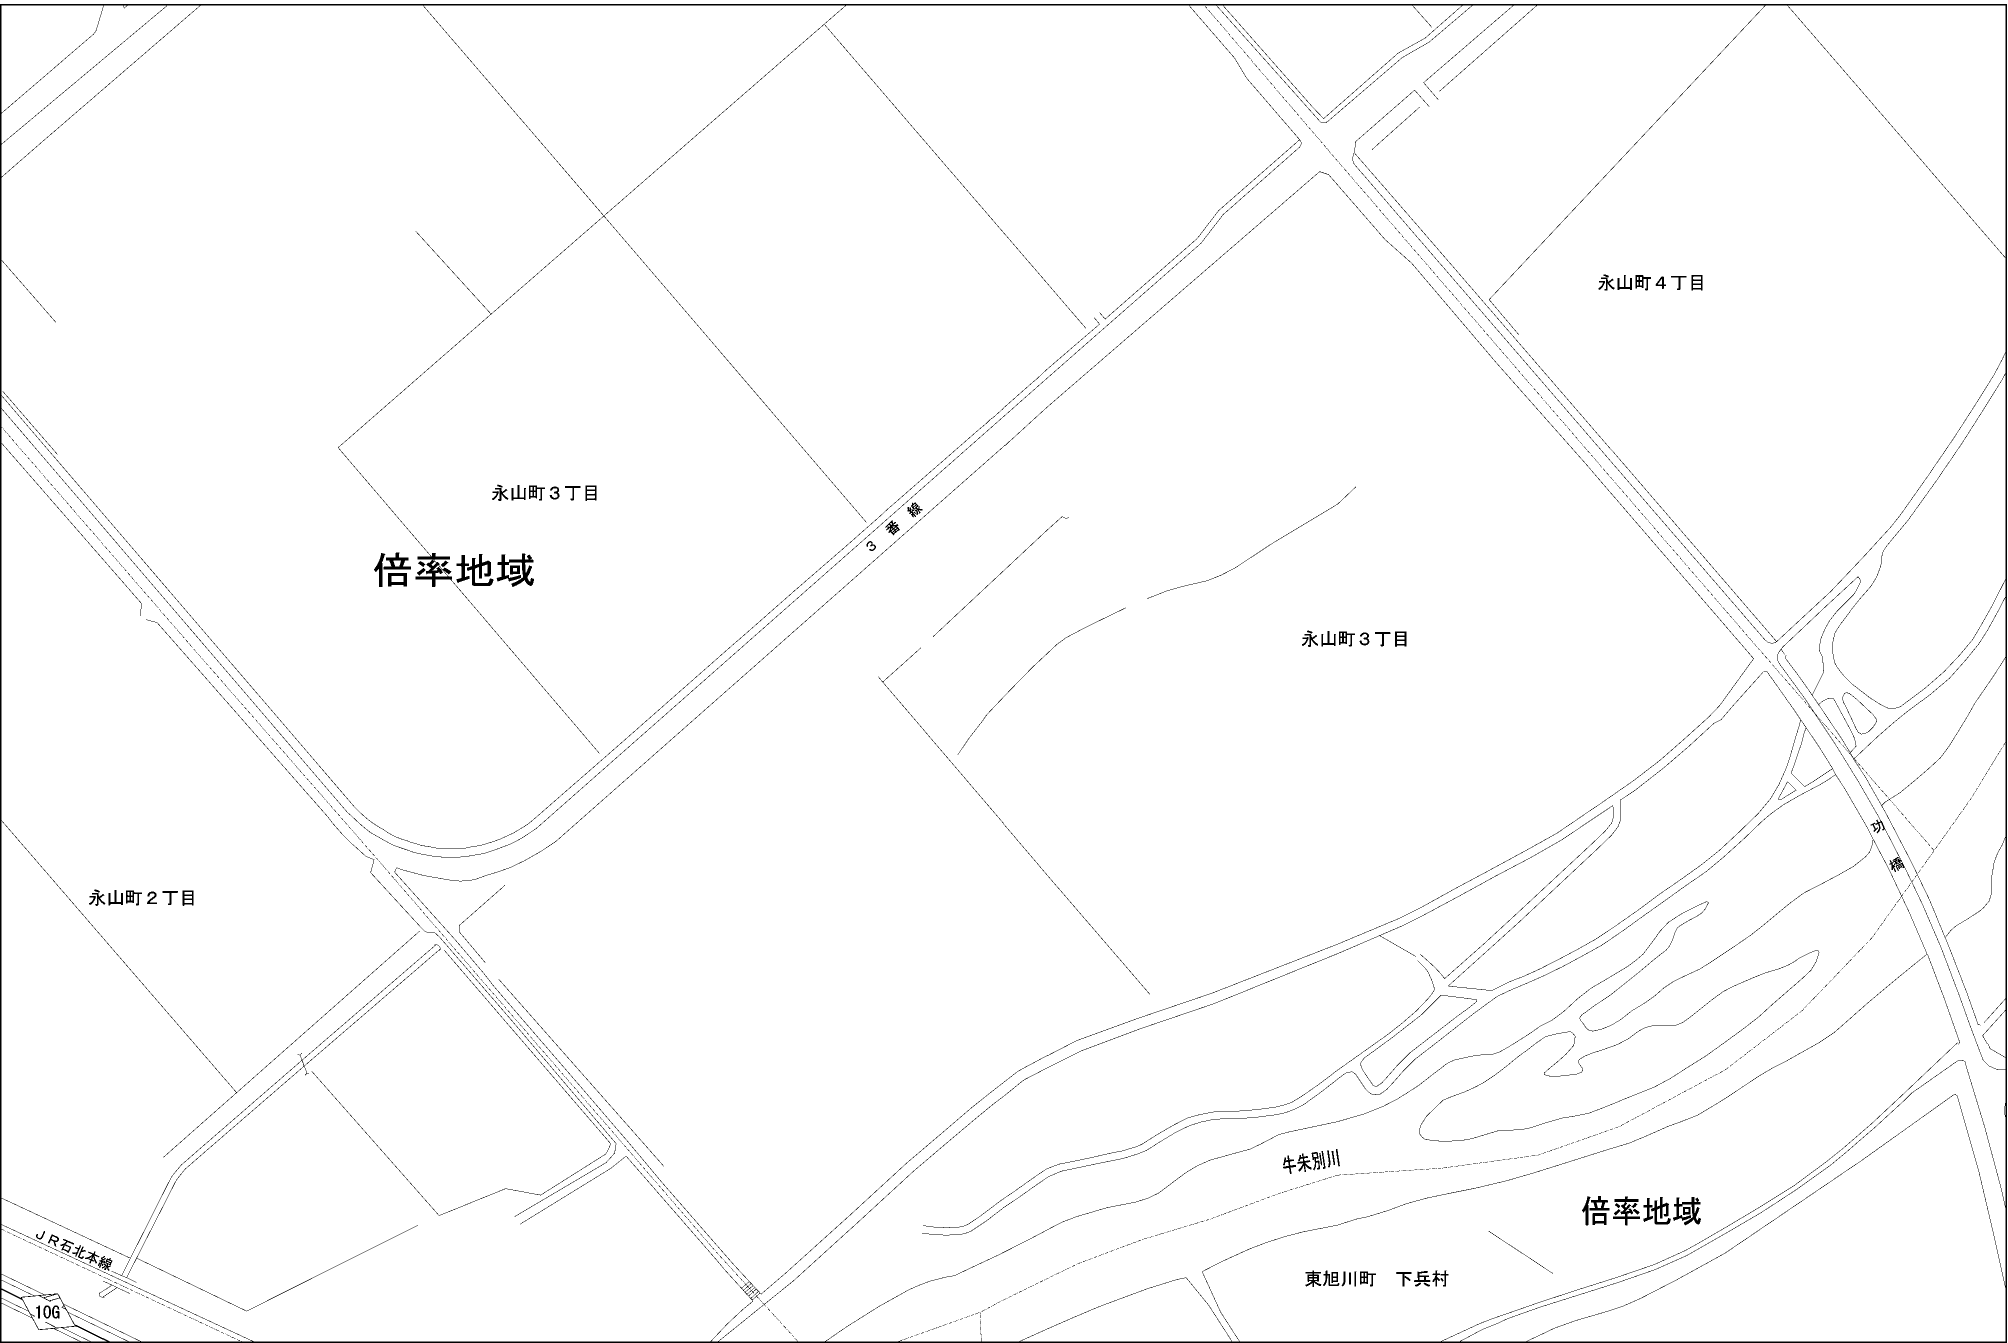 永山町４丁目
永山町３丁目
倍率地域
３番線
永山町３丁目
功橋
永山町２丁目
牛朱別川
倍率地域
ＪＲ石北本線
東旭川町　下兵村
10G